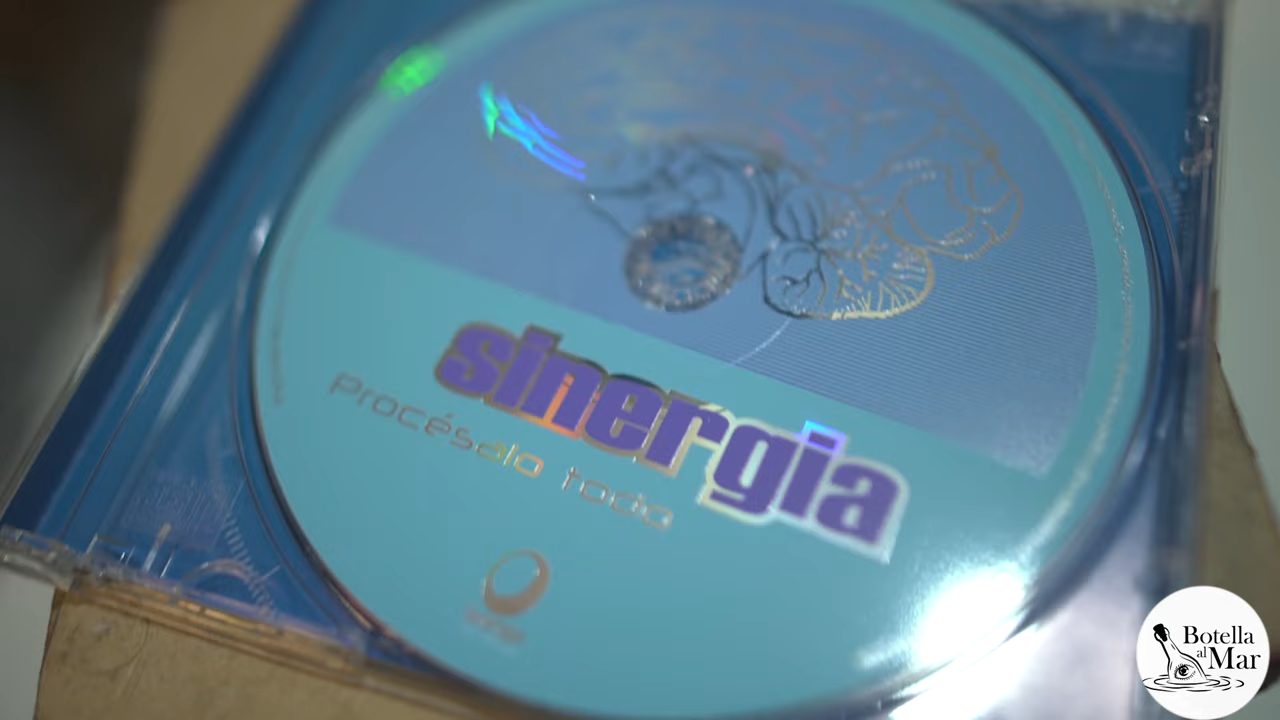 sinergia
Procésalo todo
Botella
al
Mar